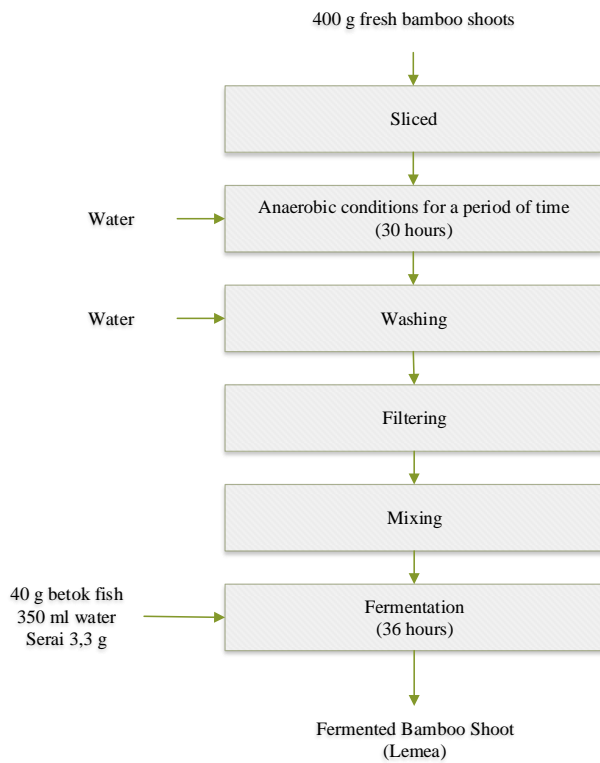 400 g fresh bamboo shoots
Sliced
Water
Anaerobic conditions for a period of time
(30 hours)
Water
Washing
Filtering
Mixing
40 g betok fish
350 ml water
Serai 3,3 g
Fermentation
(36 hours)
Fermented Bamboo Shoot
(Lemea)